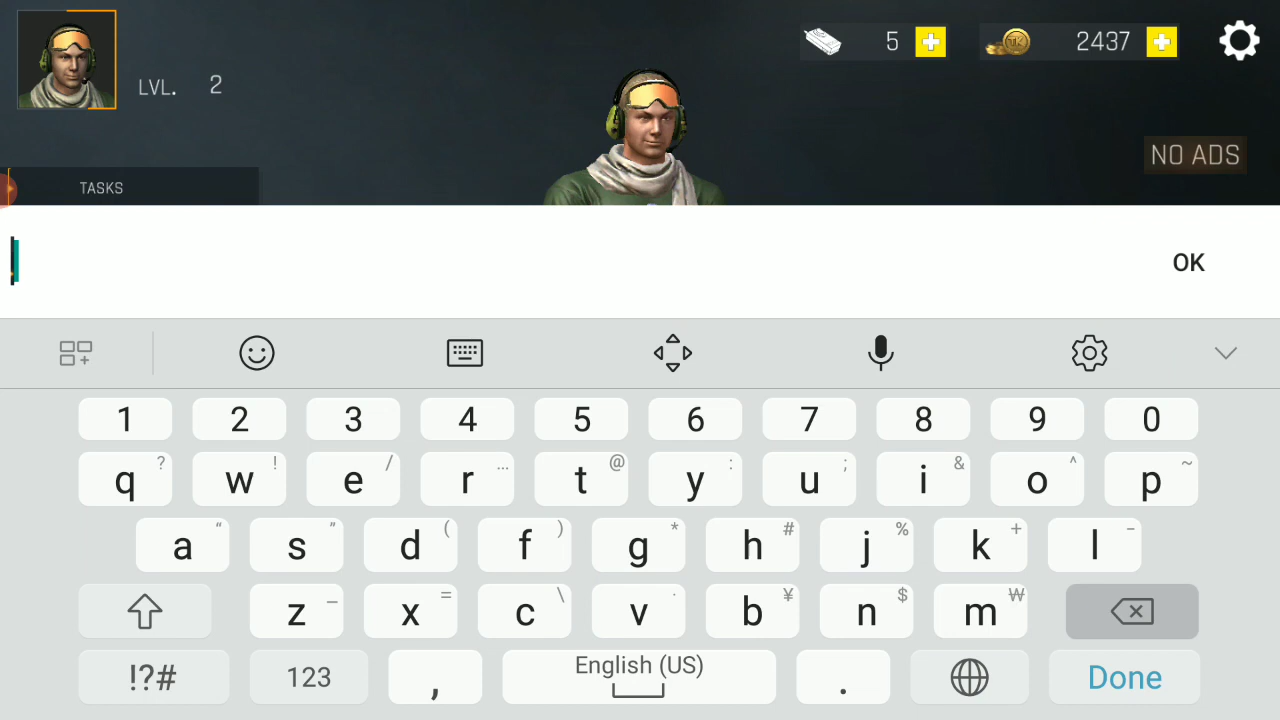 LVL. 2
5
TK
2437
NO ADS
TASKS
OK
1 2 3 4 5 6 7 8 9 0
q ? w ! e / r ... t @ y : u ; i & o ^ p ~
a “ s ” d ( f ) g * h # j % k + l -
z _ x = c \ v · b ¥ n $ m ₩
!?# 123 , English (US) . Done